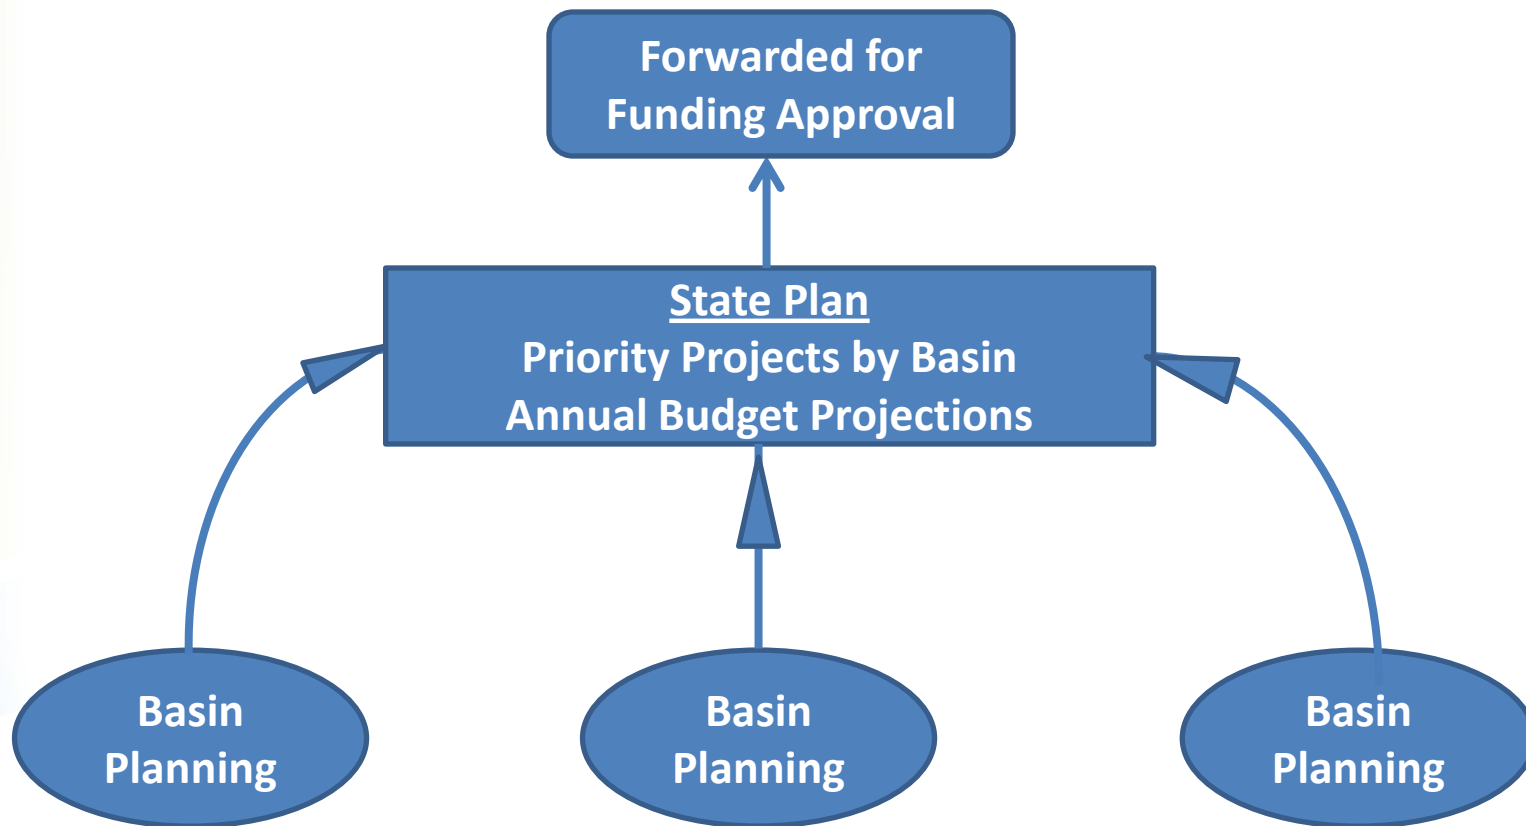 Forwarded for
Funding Approval
State Plan
Priority Projects by Basin
Annual Budget Projections
Basin
Planning
Basin
Planning
Basin
Planning